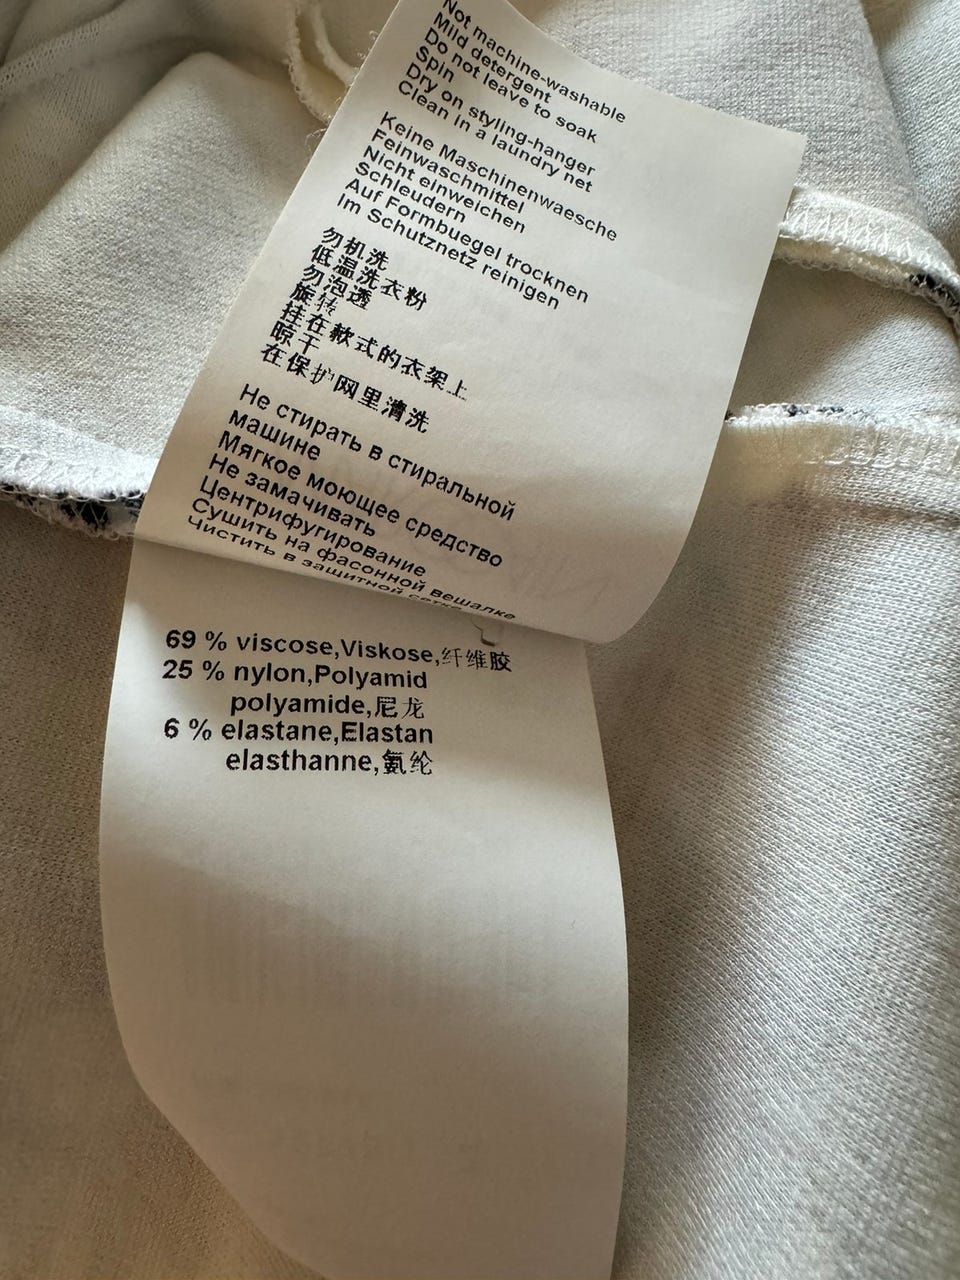 Not machine-washable
Mild detergent
Do not leave to soak
Spin
Dry on styling-hanger
Clean in a laundry net
Keine Maschinenwaesche
Feinwaschmittel
Nicht einweichen
Schleudern
Auf Formbuegel trocknen
Im Schutznetz reinigen
勿机洗
低温洗衣粉
勿泡透
旋转
挂在款式的衣架上
晾干
在保护网里清洗
Не стирать в стиральной
машине
Мягкое моющее средство
Не замачивать
Центрифугирование
Сушить на фасонной вешалке
Чистить в защитной сетке
69 % viscose,Viskose,纤维胶
25 % nylon,Polyamid
polyamide,尼龙
6 % elastane,Elastan
elasthanne,氨纶